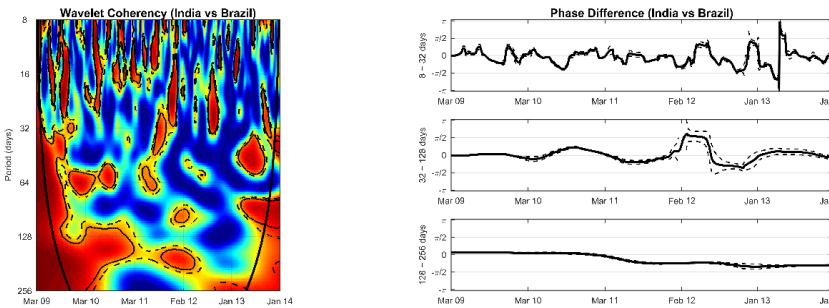 Wavelet Coherency (India vs Brazil)
8
16
32
64
128
256
Period (days)
Mar 09 Mar 10 Mar 11 Feb 12 Jan 13 Jan 14
Phase Difference (India vs Brazil)
8 − 32 days
π
π/2
0
-π/2
-π
Mar 09 Mar 10 Mar 11 Feb 12 Jan 13 Ja
32 − 128 days
π
π/2
0
-π/2
-π
Mar 09 Mar 10 Mar 11 Feb 12 Jan 13 Ja
128 − 256 days
π
π/2
0
-π/2
-π
Mar 09 Mar 10 Mar 11 Feb 12 Jan 13 Ja